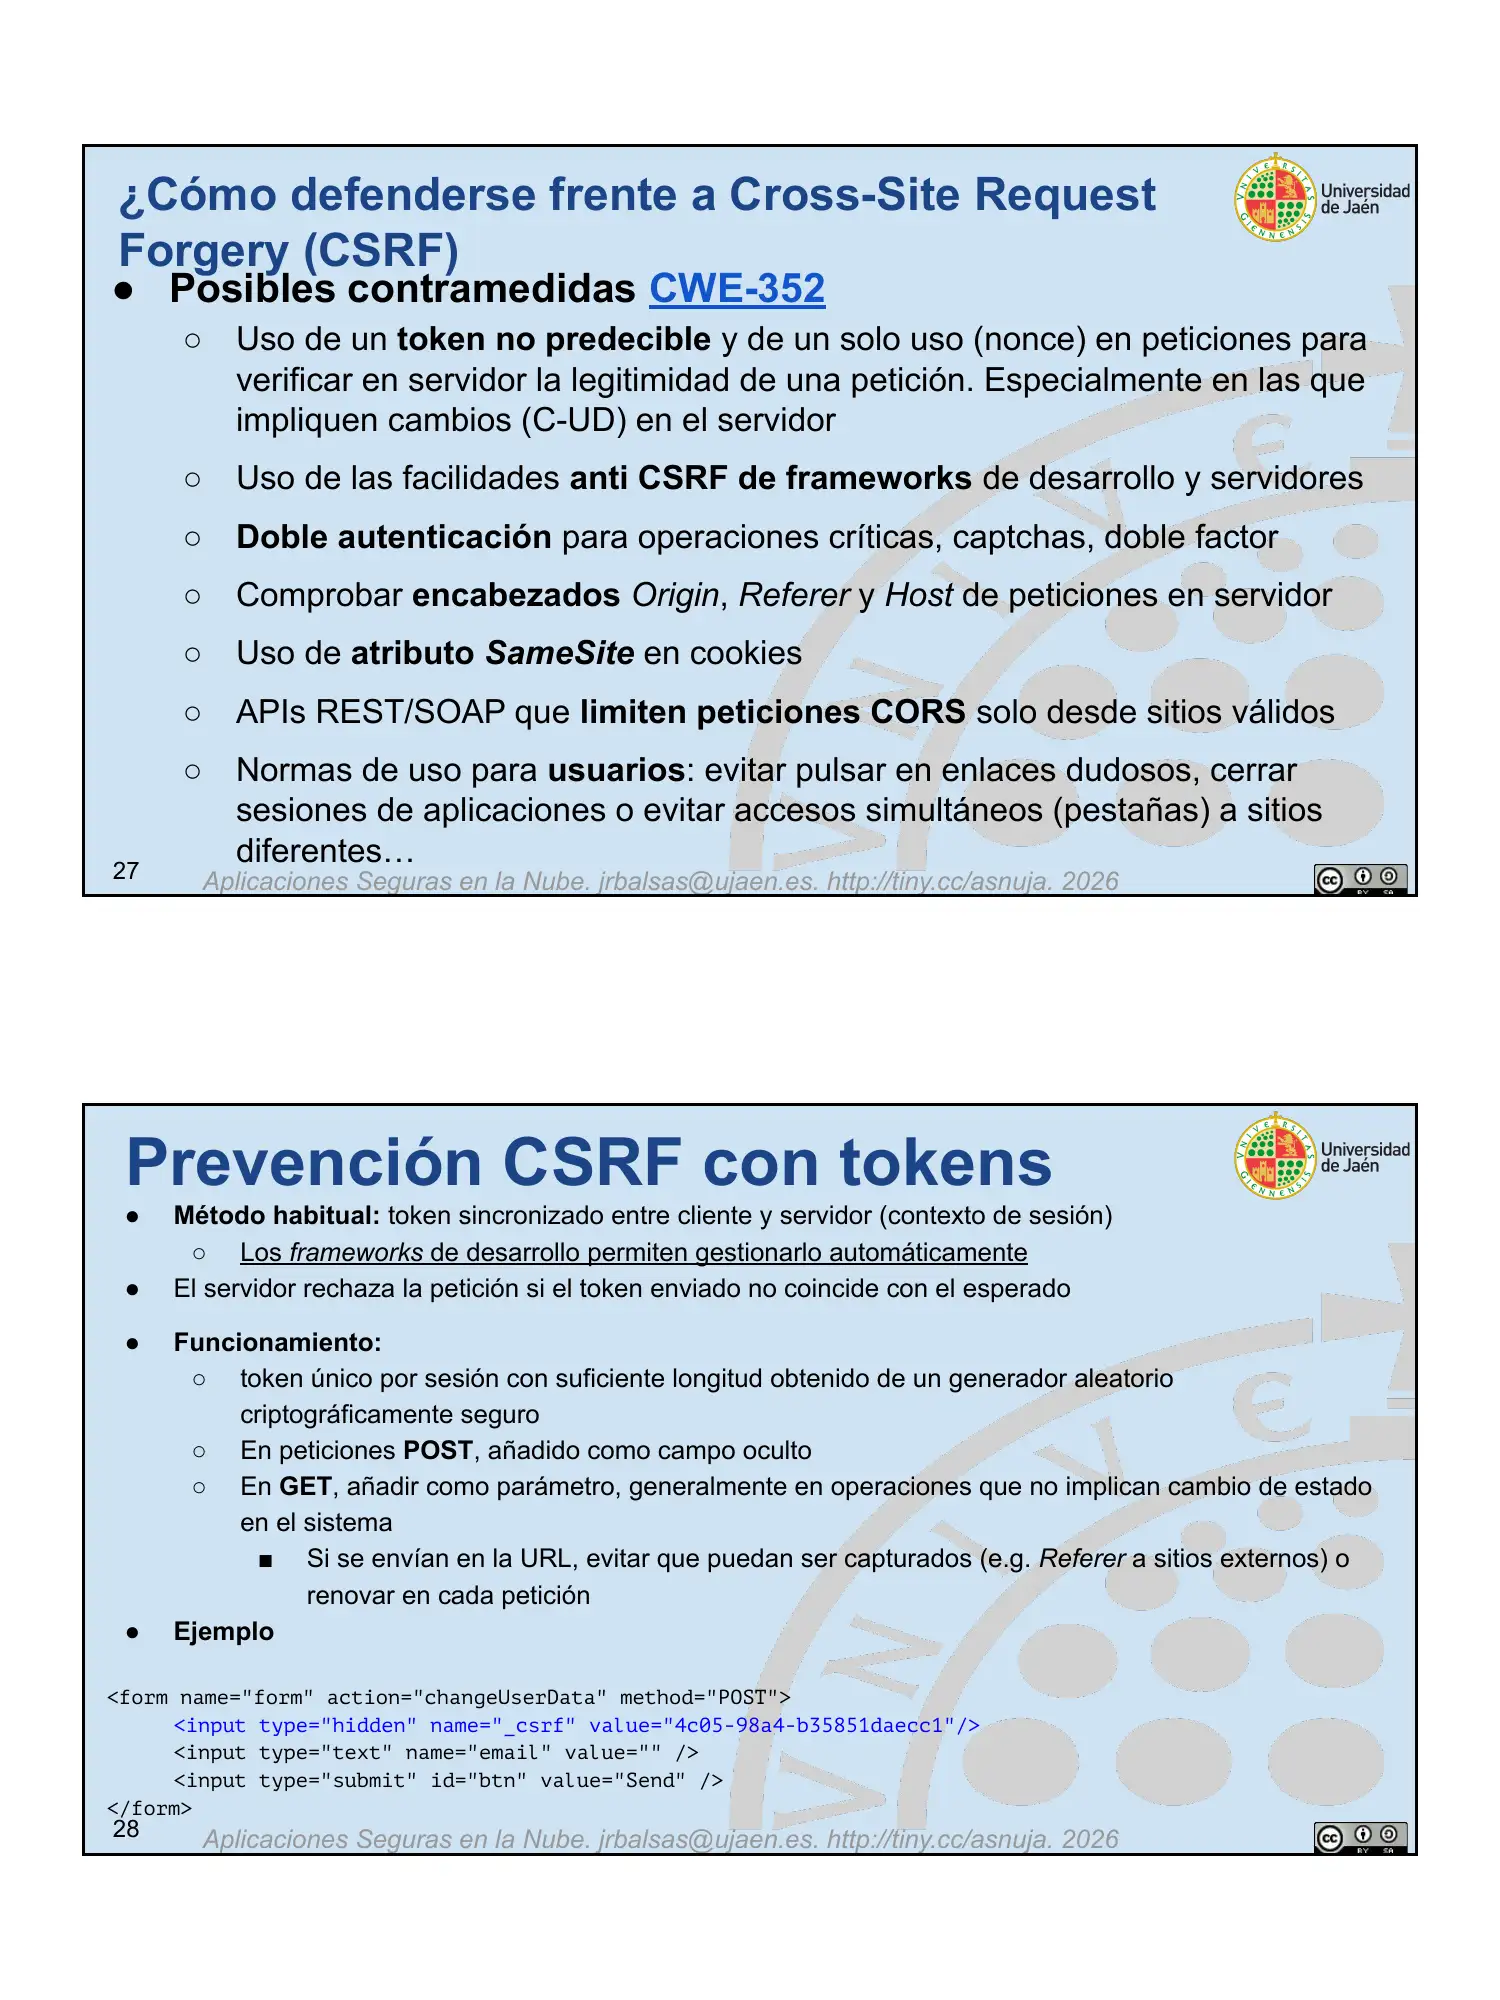 ¿Cómo defenderse frente a Cross-Site Request
Forgery (CSRF)
Universidad
de Jaén
● Posibles contramedidas CWE-352
○ Uso de un token no predecible y de un solo uso (nonce) en peticiones para
verificar en servidor la legitimidad de una petición. Especialmente en las que
impliquen cambios (C-UD) en el servidor
○ Uso de las facilidades anti CSRF de frameworks de desarrollo y servidores
○ Doble autenticación para operaciones críticas, captchas, doble factor
○ Comprobar encabezados Origin, Referer y Host de peticiones en servidor
○ Uso de atributo SameSite en cookies
○ APIs REST/SOAP que limiten peticiones CORS solo desde sitios válidos
○ Normas de uso para usuarios: evitar pulsar en enlaces dudosos, cerrar
sesiones de aplicaciones o evitar accesos simultáneos (pestañas) a sitios
diferentes…
27
Aplicaciones Seguras en la Nube. jrbalsas@ujaen.es. http://tiny.cc/asnuja. 2026
cc BY SA
Prevención CSRF con tokens
Universidad
de Jaén
● Método habitual: token sincronizado entre cliente y servidor (contexto de sesión)
○ Los frameworks de desarrollo permiten gestionarlo automáticamente
● El servidor rechaza la petición si el token enviado no coincide con el esperado
● Funcionamiento:
○ token único por sesión con suficiente longitud obtenido de un generador aleatorio
criptográficamente seguro
○ En peticiones POST, añadido como campo oculto
○ En GET, añadir como parámetro, generalmente en operaciones que no implican cambio de estado
en el sistema
■ Si se envían en la URL, evitar que puedan ser capturados (e.g. Referer a sitios externos) o
renovar en cada petición
● Ejemplo
<form name="form" action="changeUserData" method="POST">
<input type="hidden" name="_csrf" value="4c05-98a4-b35851daecc1"/>
<input type="text" name="email" value="" />
<input type="submit" id="btn" value="Send" />
</form>
28
Aplicaciones Seguras en la Nube. jrbalsas@ujaen.es. http://tiny.cc/asnuja. 2026
cc BY SA